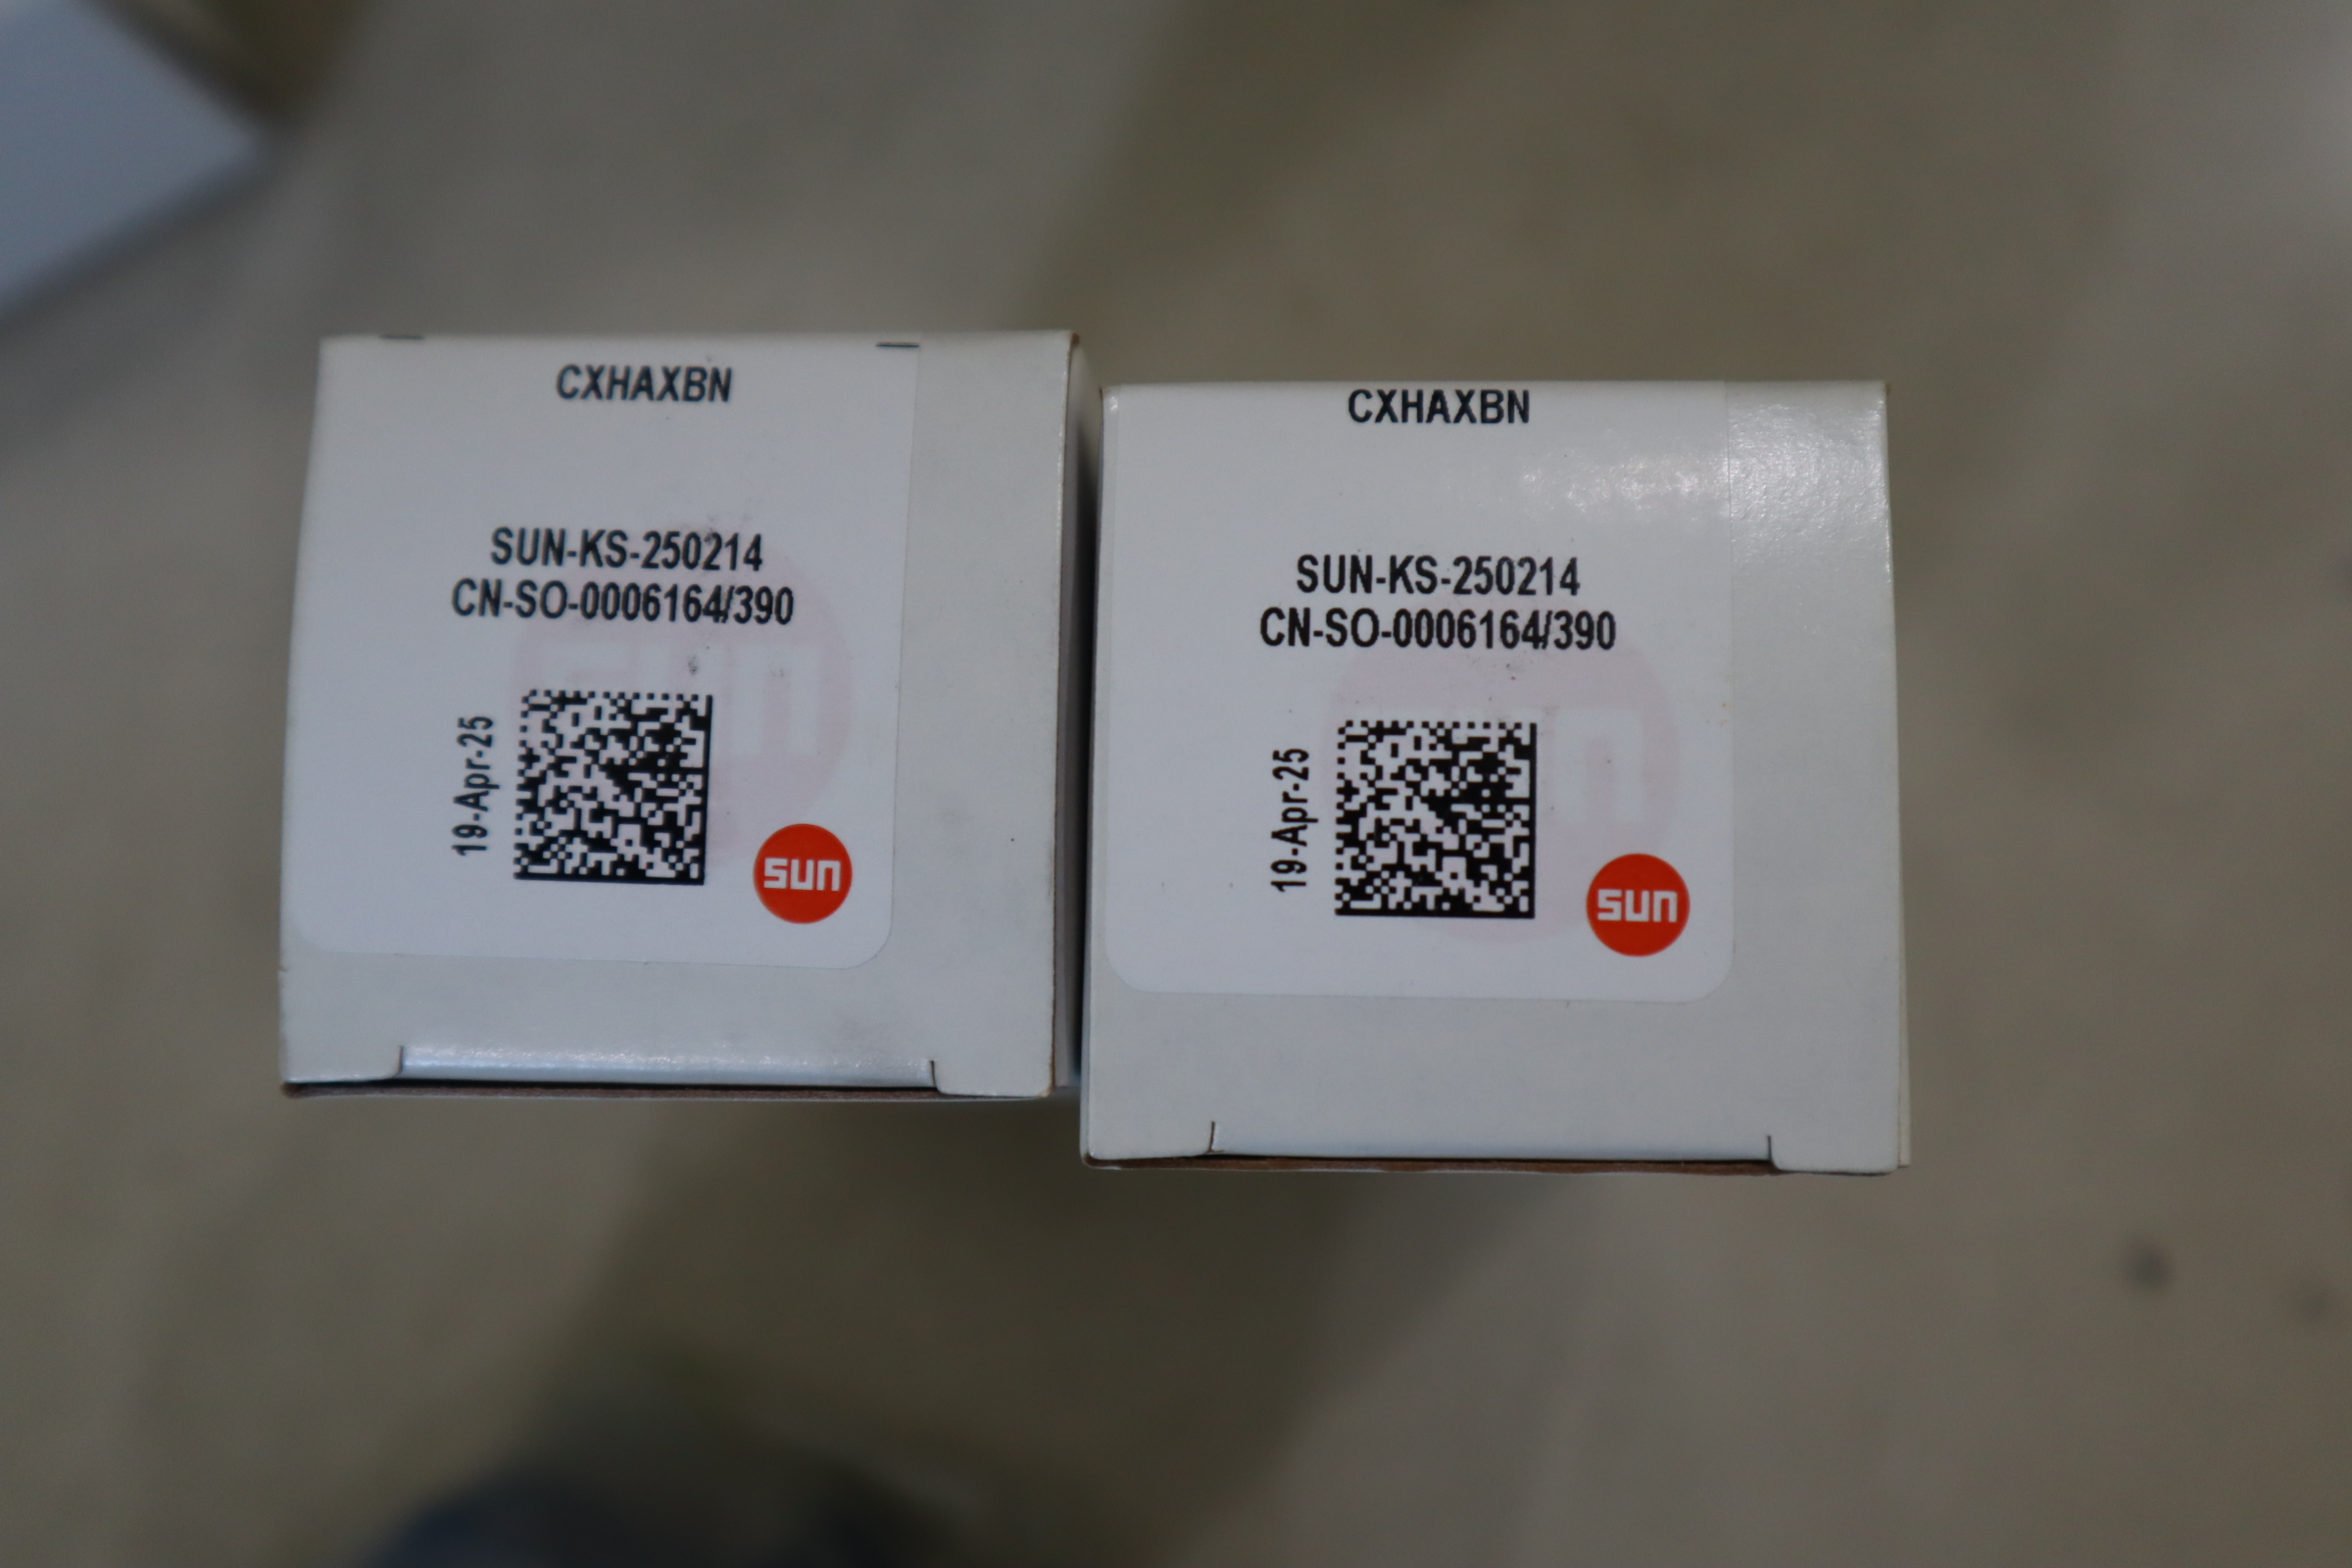 CXHAXBN
SUN-KS-250214
CN-SO-0006164/390
19-Apr-25
sun
CXHAXBN
SUN-KS-250214
CN-SO-0006164/390
19-Apr-25
sun